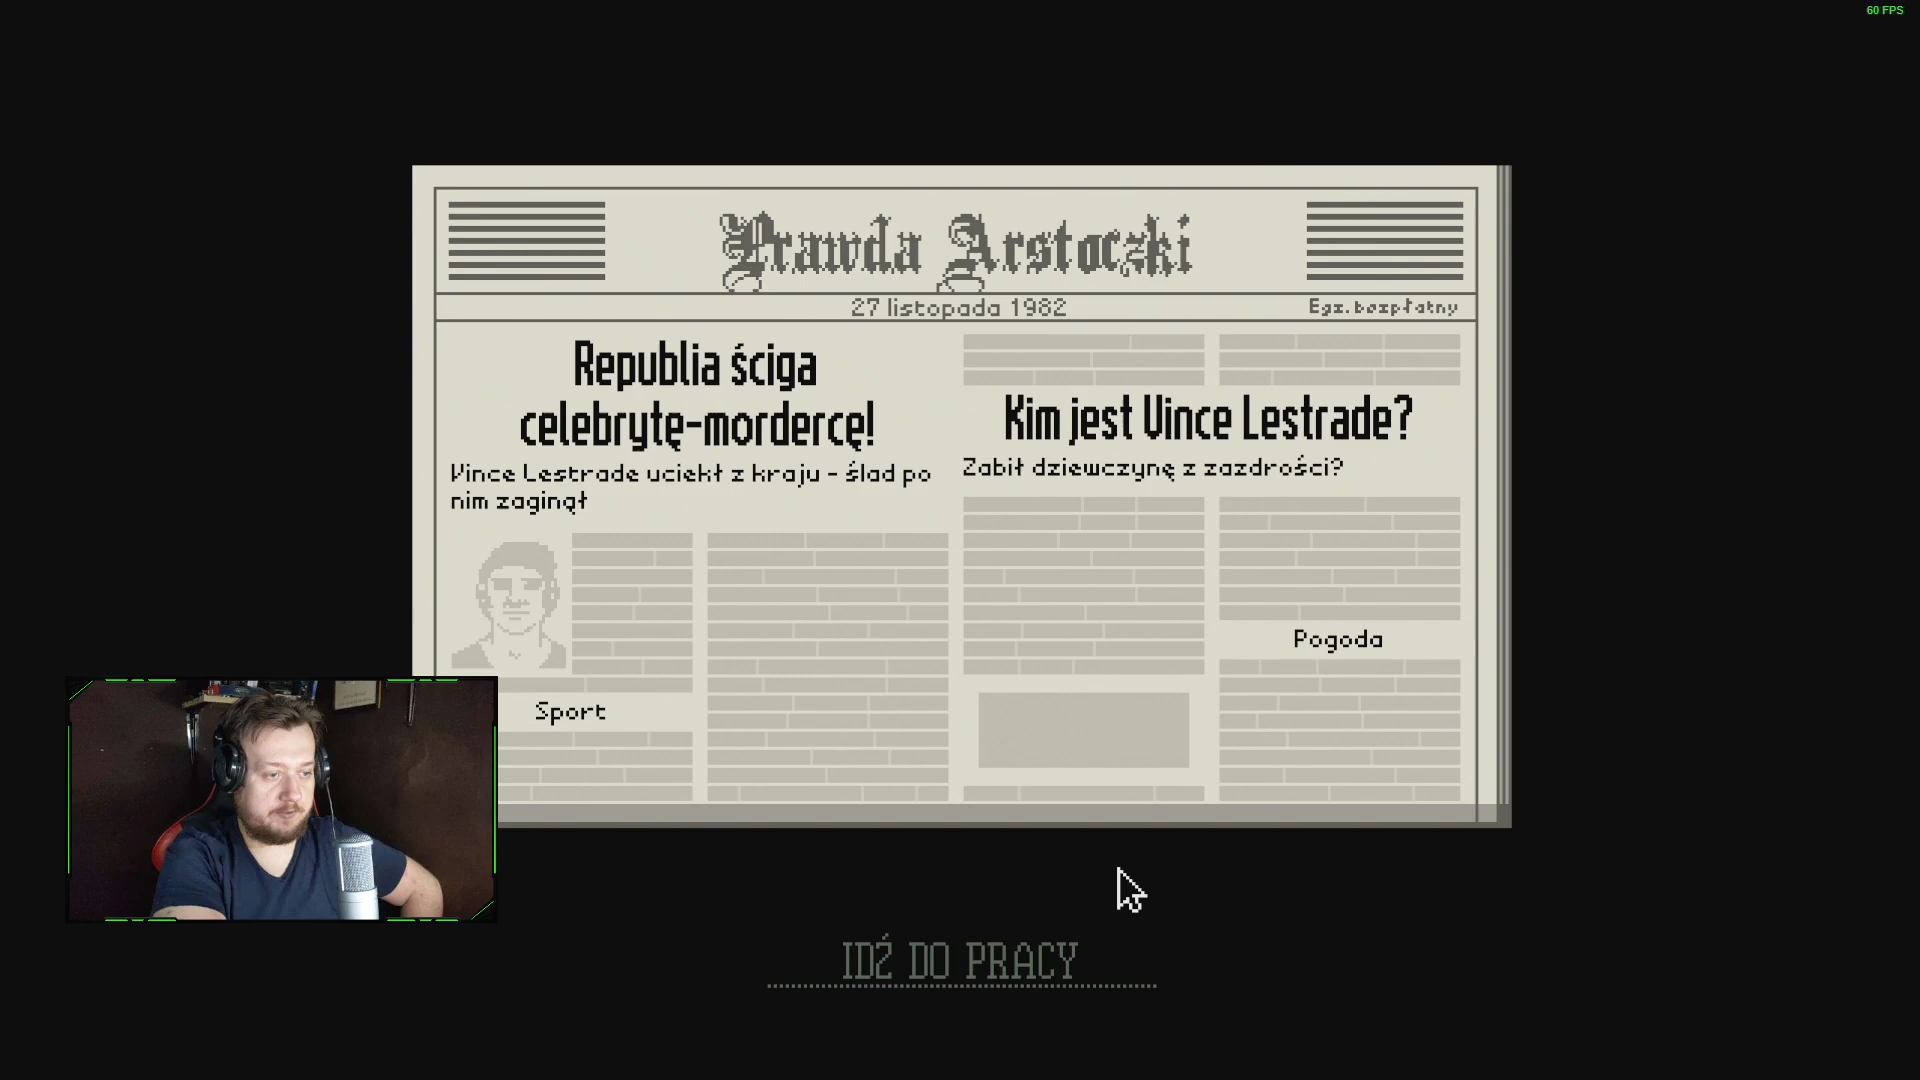 60 FPS
Prawda Arstoczki
27 listopada 1982
Egz. bezpłatny
Republia ściga
celebrytę-mordercę!
Vince Lestrade uciekł z kraju - ślad po
nim zaginął
Sport
Kim jest Vince Lestrade?
Zabił dziewczynę z zazdrości?
Pogoda
IDŹ DO PRACY